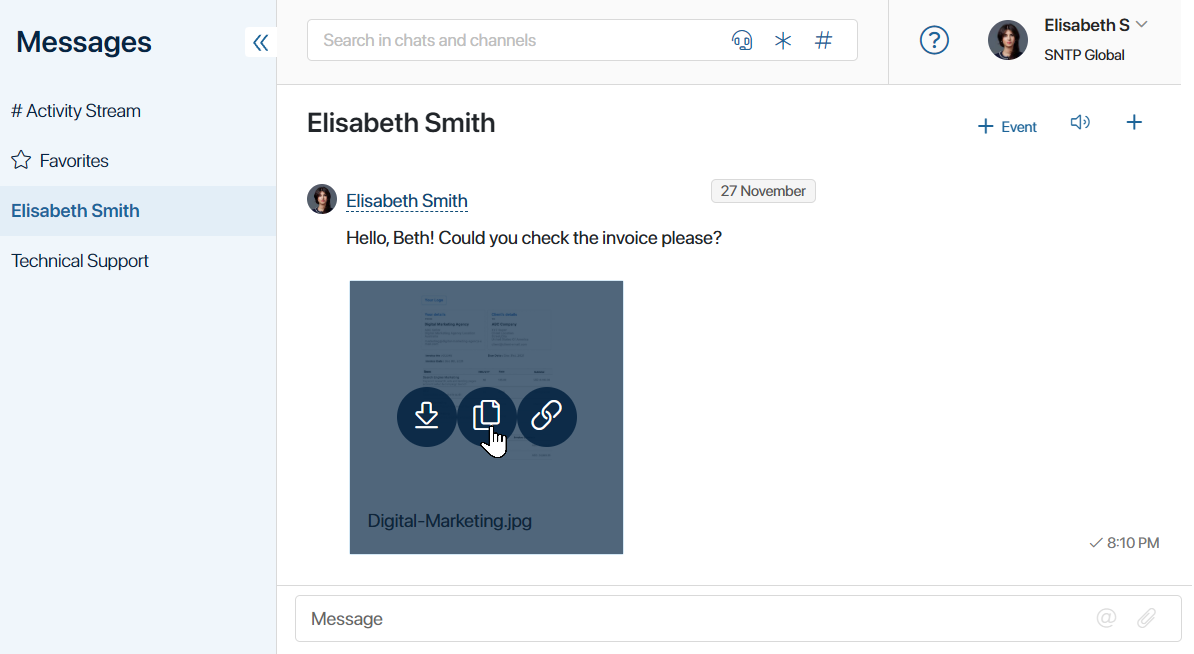 Messages
Search in chats and channels
Elisabeth S
SNTP Global
# Activity Stream
Favorites
Elisabeth Smith
Technical Support
Elisabeth Smith
Event
27 November
Elisabeth Smith
Hello, Beth! Could you check the invoice please?
Digital-Marketing.jpg
8:10 PM
Message